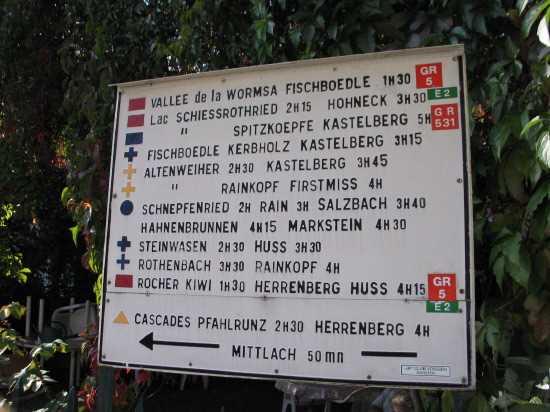 VALLEE de la WORMSA FISCHBOEDLE 1H30 GR 5
E2
LAC SCHIESSROTHRIED 2H15 HOHNECK 3H30
" SPITZKOEPFE KASTELBERG 5H GR 531
FISCHBOEDLE KERBHOLZ KASTELBERG 3H15
ALTENWEIHER 2H30 KASTELBERG 3H45
" RAINKOPF FIRSTMISS 4H
SCHNEPFENRIED 2H RAIN 3H SALZBACH 3H40
HAHNENBRUNNEN 4H15 MARKSTEIN 4H30
STEINWASEN 2H30 HUSS 3H30
ROTHENBACH 3H30 RAINKOPF 4H
ROCHER KIWI 1H30 HERRENBERG HUSS 4H15 GR 5
E2
CASCADES PFAHLRUNZ 2H30 HERRENBERG 4H
MITTLACH 50mn